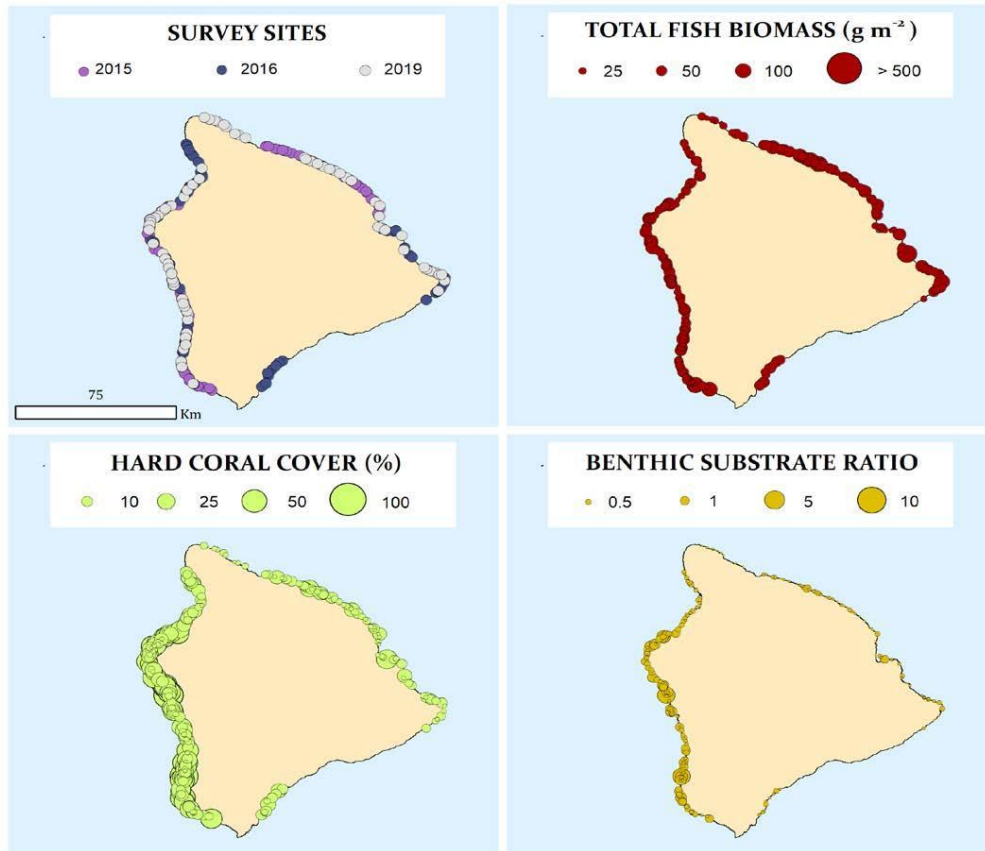 SURVEY SITES
2015 2016 2019
75
Km
TOTAL FISH BIOMASS (g m⁻²)
25 50 100 > 500
HARD CORAL COVER (%)
10 25 50 100
BENTHIC SUBSTRATE RATIO
0.5 1 5 10